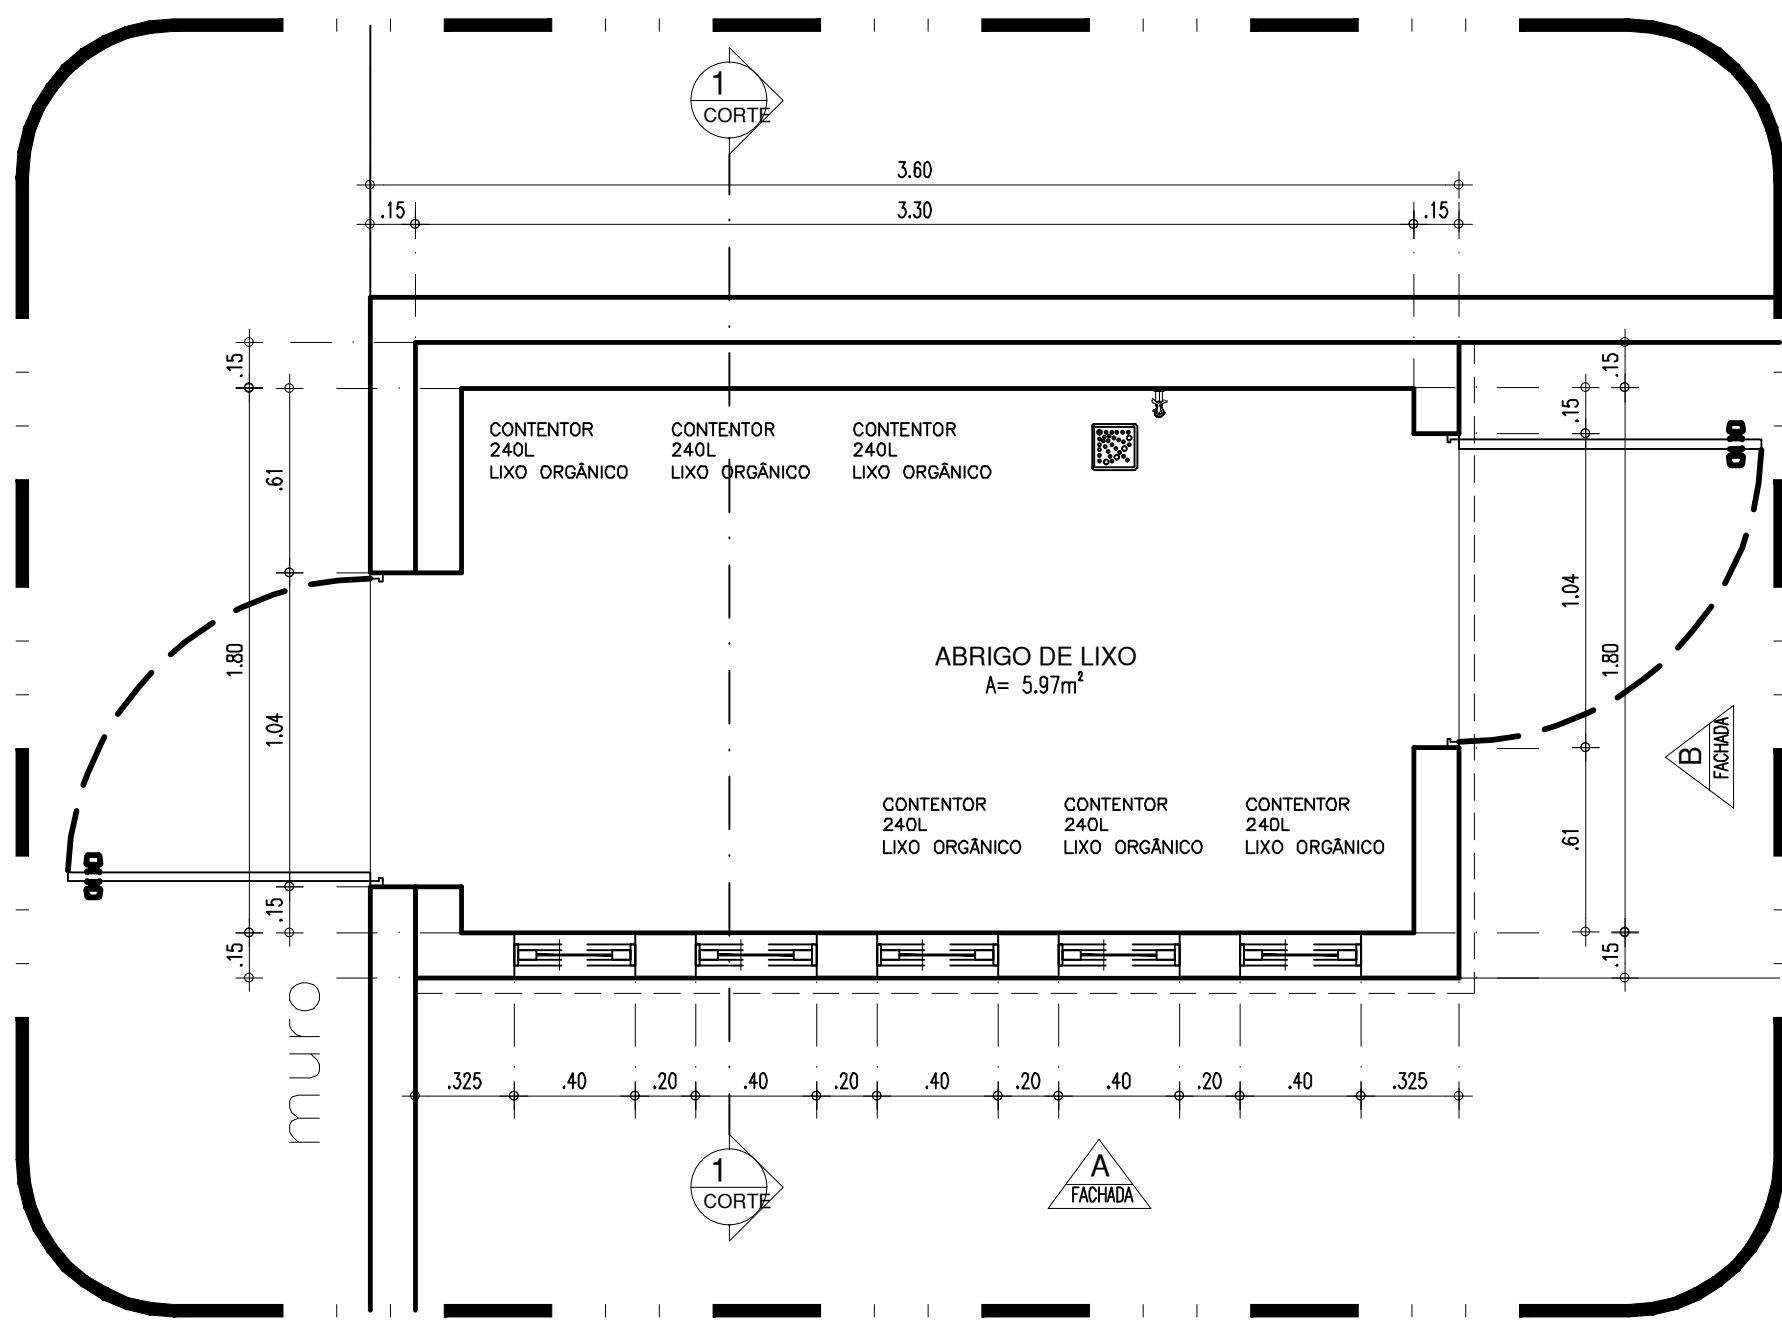 1
CORTE
3.60
.15
3.30
.15
.15
.15
.15
.61
CONTENTOR
240L
LIXO ORGÂNICO
CONTENTOR
240L
LIXO ORGÂNICO
CONTENTOR
240L
LIXO ORGÂNICO
1.80
1.04
ABRIGO DE LIXO
A= 5.97m²
1.04
1.80
B
FACHADA
CONTENTOR
240L
LIXO ORGÂNICO
CONTENTOR
240L
LIXO ORGÂNICO
CONTENTOR
240L
LIXO ORGÂNICO
.61
.15
.15
.15
muro
.325
.40
.20
.40
.20
.40
.20
.40
.20
.40
.325
1
CORTE
A
FACHADA